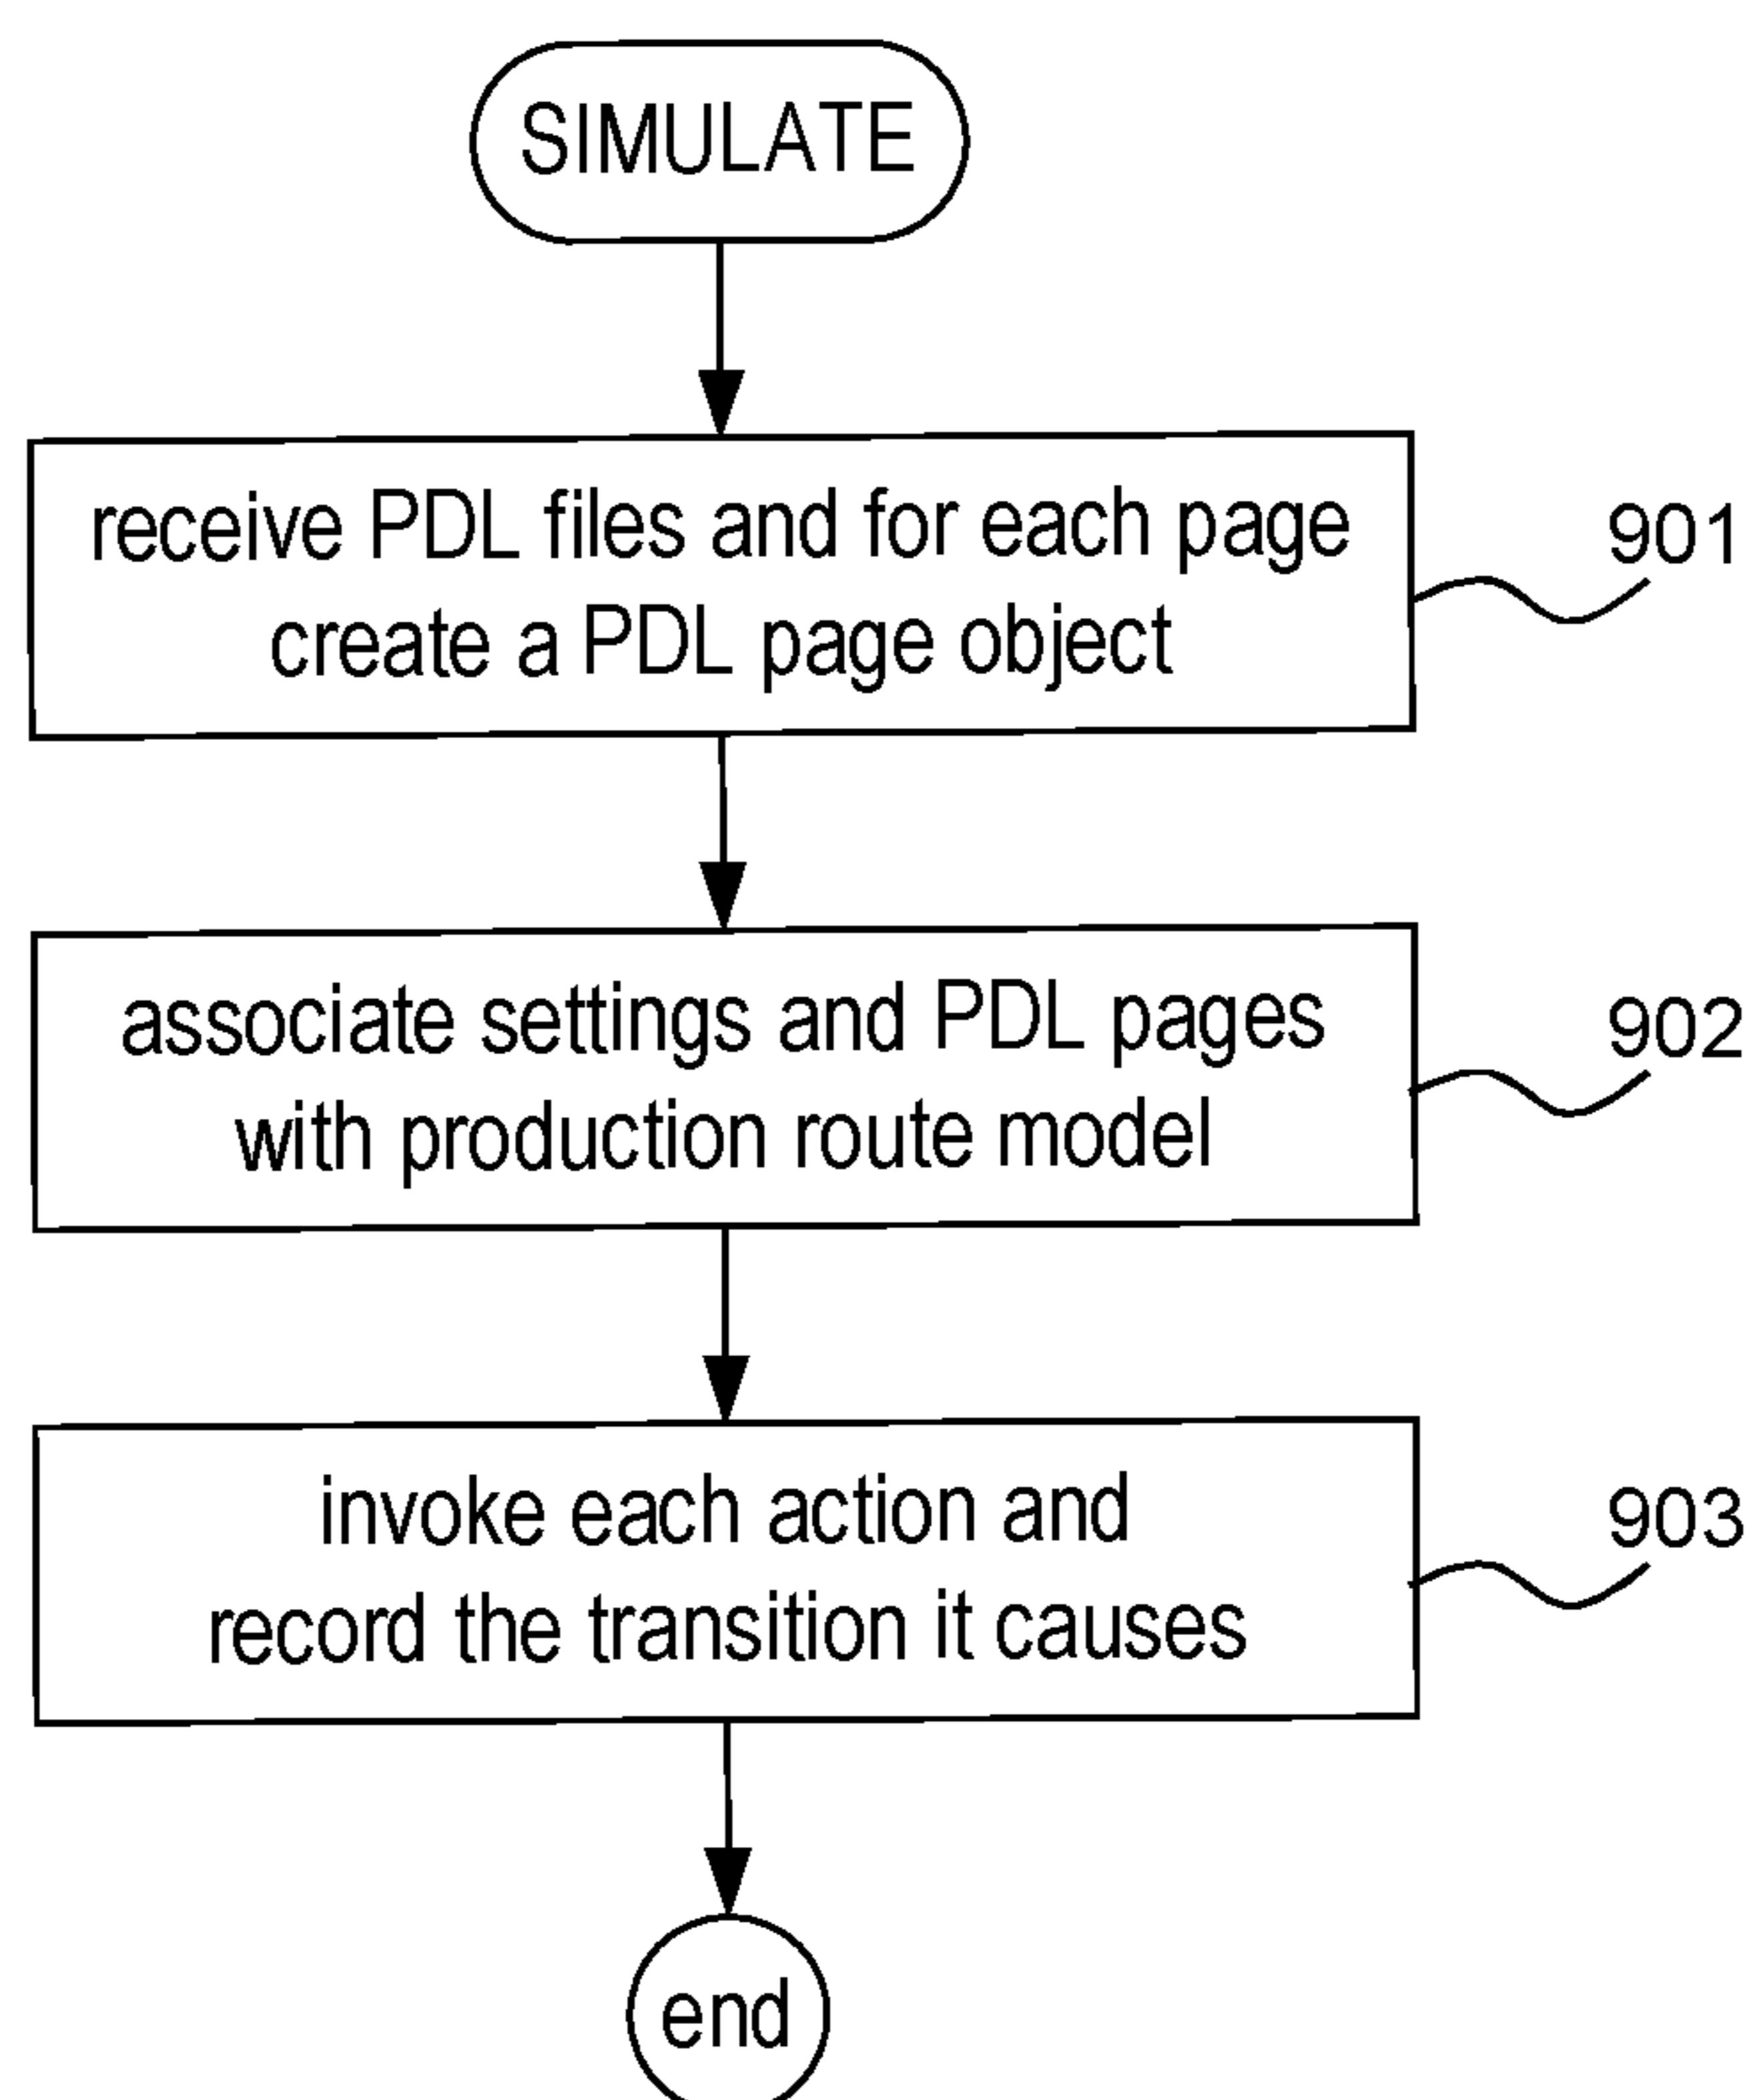 SIMULATE
receive PDL files and for each page
create a PDL page object
901
associate settings and PDL pages
with production route model
902
invoke each action and
record the transition it causes
903
end